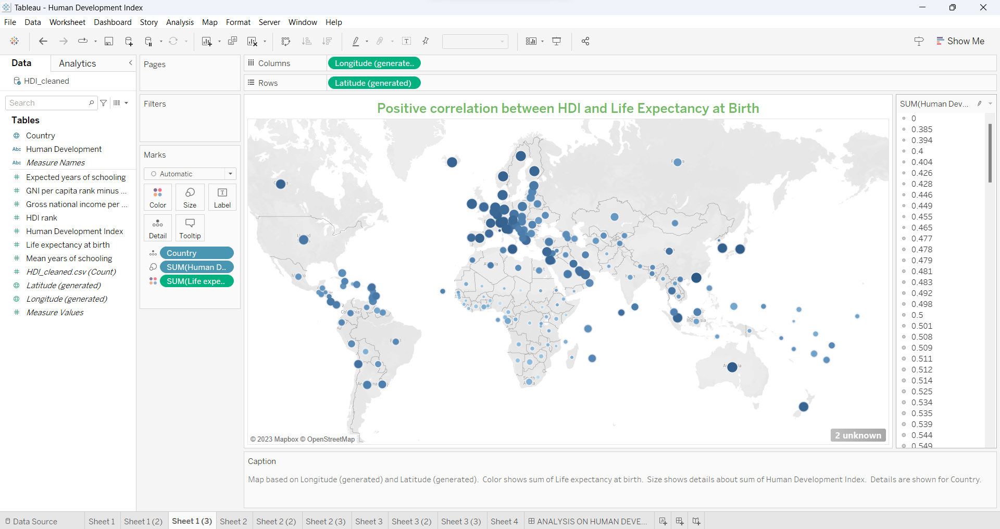 Tableau - Human Development Index
File Data Worksheet Dashboard Story Analysis Map Format Server Window Help
Show Me
Data Analytics
HDI_cleaned
Search
Tables
Country
Abc Human Development
Abc Measure Names
Expected years of schooling
GNI per capita rank minus ...
Gross national income per ...
HDI rank
Human Development Index
Life expectancy at birth
Mean years of schooling
HDI_cleaned.csv (Count)
Latitude (generated)
Longitude (generated)
Measure Values
Pages
Filters
Marks
Automatic
Color Size Label
Detail Tooltip
Country
SUM(Human D..
SUM(Life expe..
Columns Longitude (generate..
Rows Latitude (generated)
Positive correlation between HDI and Life Expectancy at Birth
South
© 2023 Mapbox © OpenStreetMap
2 unknown
SUM(Human Dev...
0
0.385
0.394
0.4
0.404
0.426
0.428
0.446
0.449
0.455
0.465
0.477
0.478
0.479
0.481
0.483
0.492
0.498
0.5
0.501
0.508
0.509
0.511
0.512
0.514
0.525
0.534
0.535
0.539
0.544
0.549
Caption
Map based on Longitude (generated) and Latitude (generated). Color shows sum of Life expectancy at birth. Size shows details about sum of Human Development Index. Details are shown for Country.
Data Source Sheet 1 Sheet 1 (2) Sheet 1 (3) Sheet 2 Sheet 2 (2) Sheet 2 (3) Sheet 3 Sheet 3 (2) Sheet 3 (3) Sheet 4 ANALYSIS ON HUMAN DEVE...